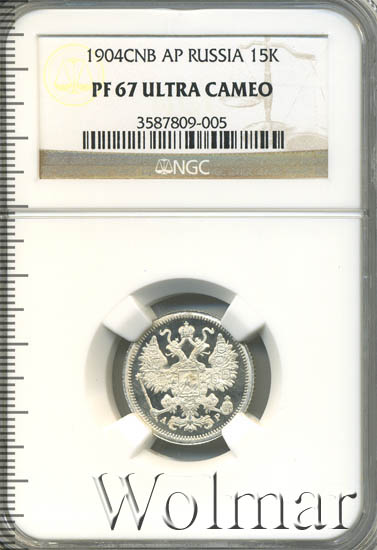 1904CNB AP RUSSIA 15K
PF 67 ULTRA CAMEO
3587809-005
NGC
А Р
Wolmar